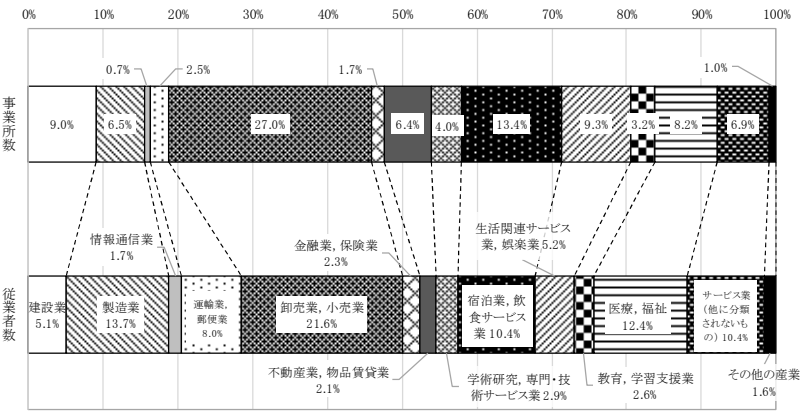 0% 10% 20% 30% 40% 50% 60% 70% 80% 90% 100%
0.7%
2.5%
1.7%
1.0%
事業所数
9.0%
6.5%
27.0%
6.4%
4.0%
13.4%
9.3%
3.2%
8.2%
6.9%
情報通信業
1.7%
金融業，保険業
2.3%
生活関連サービス
業，娯楽業5.2%
従業者数
建設業
5.1%
製造業
13.7%
運輸業，
郵便業
8.0%
卸売業，小売業
21.6%
宿泊業，飲
食サービス
業 10.4%
医療，福祉
12.4%
サービス業
（他に分類
されないも
の）10.4%
不動産業，物品賃貸業
2.1%
学術研究，専門・技
術サービス業2.9%
教育，学習支援業
2.6%
その他の産業
1.6%